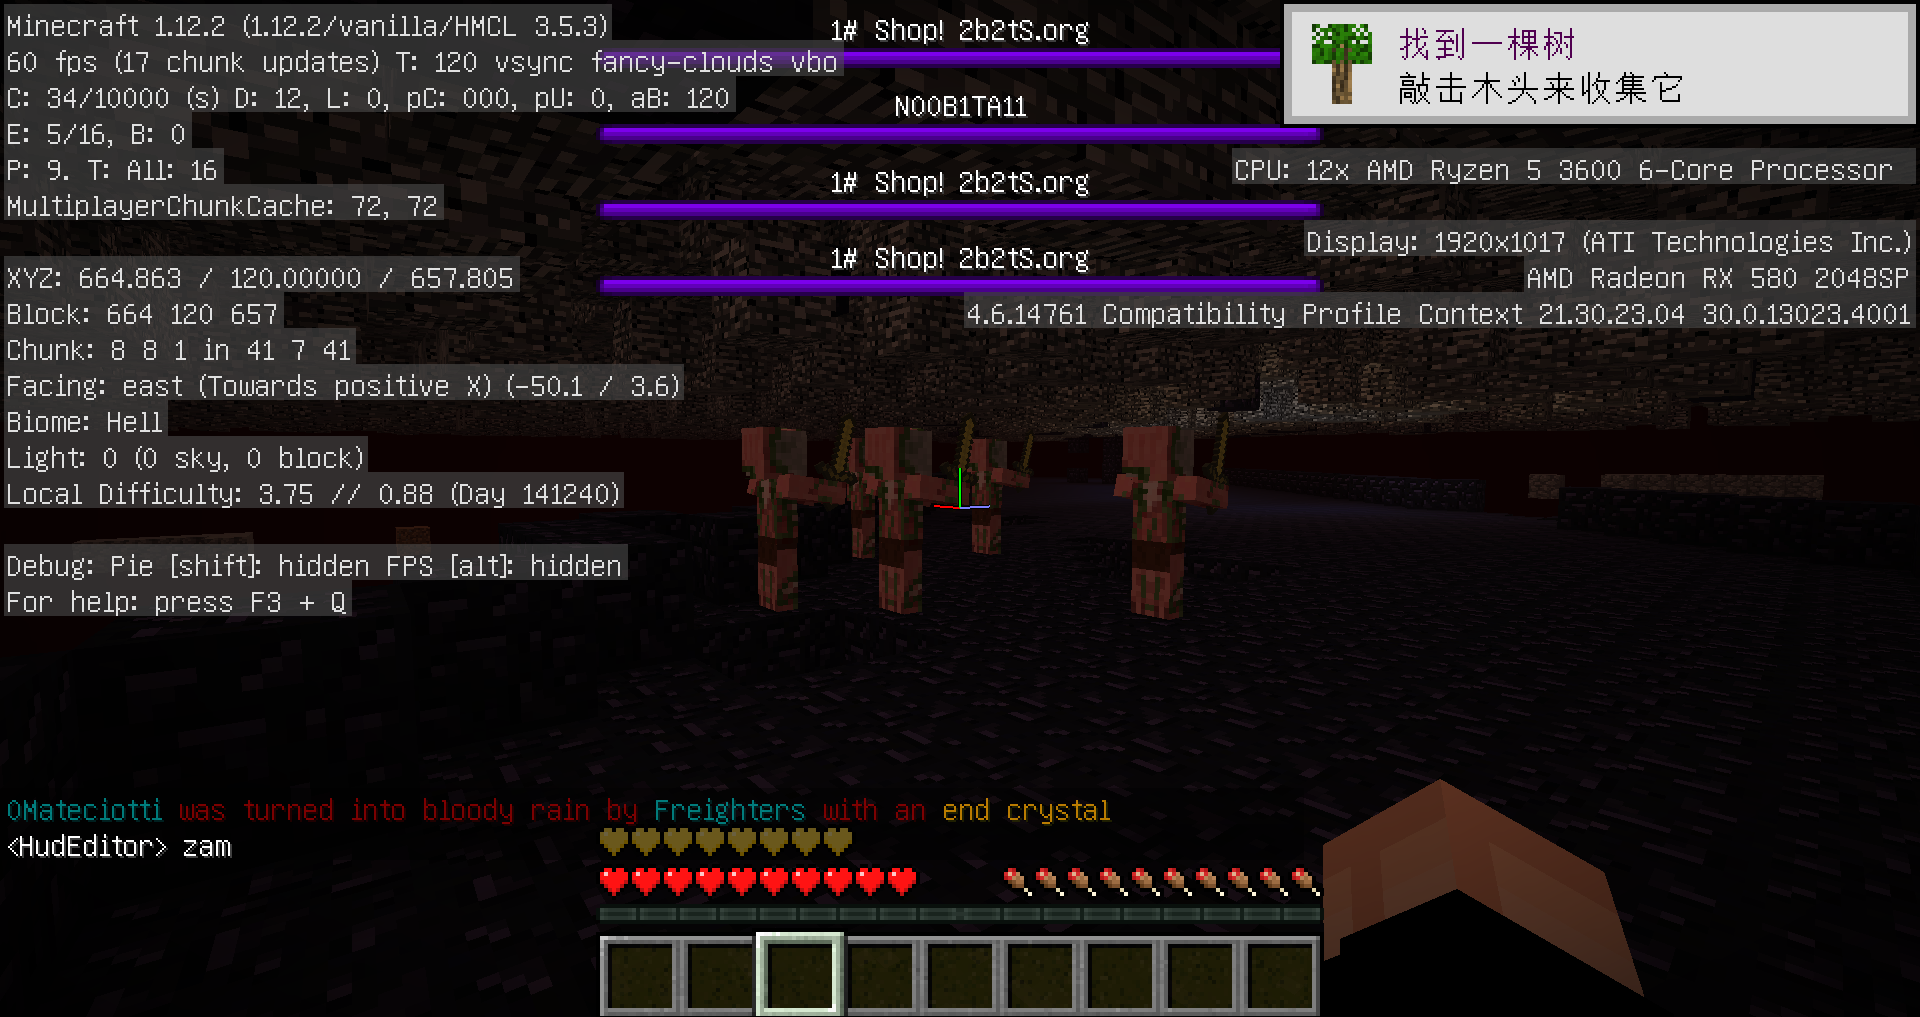 Minecraft 1.12.2 (1.12.2/vanilla/HMCL 3.5.3)
60 fps (17 chunk updates) T: 120 vsync fancy-clouds vbo
C: 34/10000 (s) D: 12, L: 0, pC: 000, pU: 0, aB: 120
E: 5/16, B: 0
P: 9. T: All: 16
MultiplayerChunkCache: 72, 72
XYZ: 664.863 / 120.00000 / 657.805
Block: 664 120 657
Chunk: 8 8 1 in 41 7 41
Facing: east (Towards positive X) (-50.1 / 3.6)
Biome: Hell
Light: 0 (0 sky, 0 block)
Local Difficulty: 3.75 // 0.88 (Day 141240)
Debug: Pie [shift]: hidden FPS [alt]: hidden
For help: press F3 + Q
1# Shop! 2b2tS.org
N00B1TA11
1# Shop! 2b2tS.org
1# Shop! 2b2tS.org
找到一棵树
敲击木头来收集它
CPU: 12x AMD Ryzen 5 3600 6-Core Processor
Display: 1920x1017 (ATI Technologies Inc.)
AMD Radeon RX 580 2048SP
4.6.14761 Compatibility Profile Context 21.30.23.04 30.0.13023.4001
OMateciotti was turned into bloody rain by Freighters with an end crystal
<HudEditor> zam